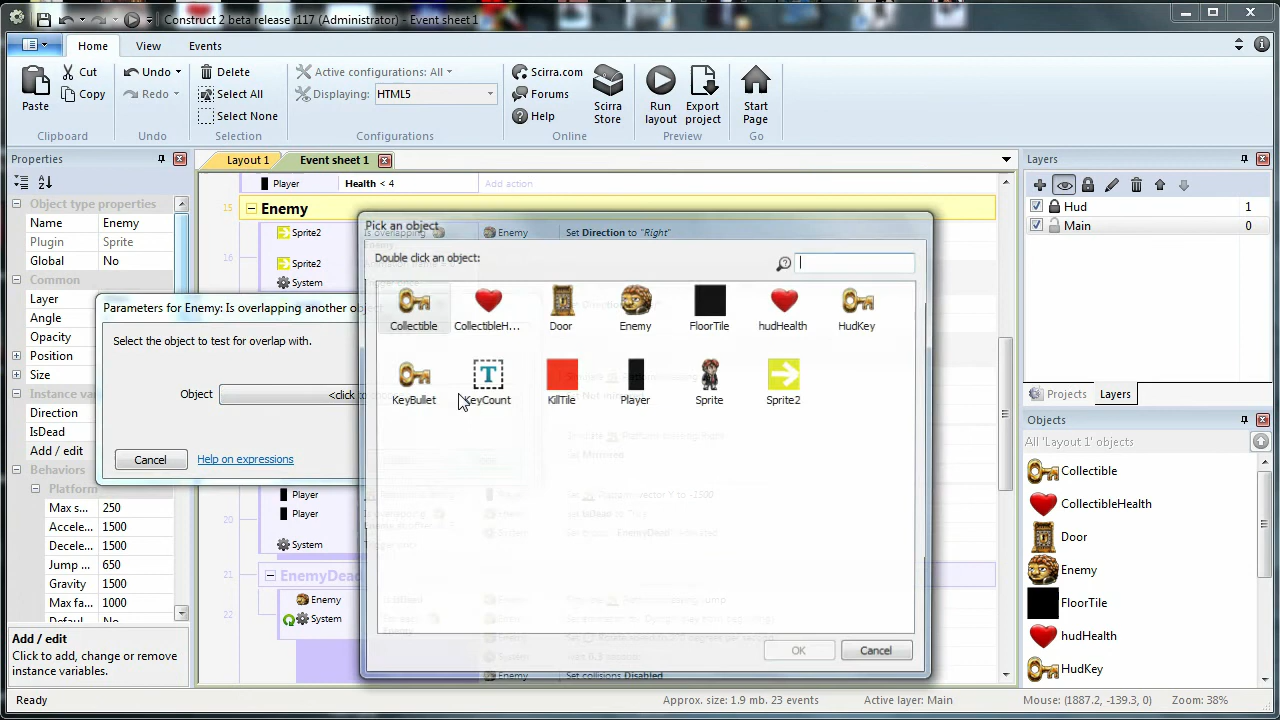 Construct 2 beta release r117 (Administrator) - Event sheet 1
Home View Events
Paste
Cut
Copy
Clipboard
Undo
Redo
Undo
Delete
Select All
Select None
Selection
Active configurations: All
Displaying: HTML5
Configurations
Scirra.com
Forums
Help
Scirra Store
Online
Run layout
Export project
Preview
Start Page
Go
Properties
Object type properties
Name Enemy
Plugin Sprite
Global No
Common
Layer
Angle
Opacity
Position
Size
Instance va
Direction
IsDead
Add / edit
Behaviors
Platform
Max s... 250
Accele... 1500
Decele... 1500
Jump ... 650
Gravity 1500
Max fa... 1000
Add / edit
Click to add, change or remove
instance variables.
Layout 1
Event sheet 1
Player Health < 4 Add action
15 Enemy
Sprite2 Enemy Set Direction to "Right"
16
Sprite2
System
Parameters for Enemy: Is overlapping another o
Select the object to test for overlap with.
Object <click to
Cancel Help on expressions
Pick an object
Double click an object:
Collectible CollectibleH... Door Enemy FloorTile hudHealth HudKey
KeyBullet KeyCount KillTile Player Sprite Sprite2
OK Cancel
Player
20 Player
System
21 EnemyDead
22 Enemy
System
Enemy Set collisions Disabled
Layers
Hud 1
Main 0
Projects Layers
Objects
All 'Layout 1' objects
Collectible
CollectibleHealth
Door
Enemy
FloorTile
hudHealth
HudKey
Ready
Approx. size: 1.9 mb. 23 events
Active layer: Main
Mouse: (1887.2, -139.3, 0)
Zoom: 38%